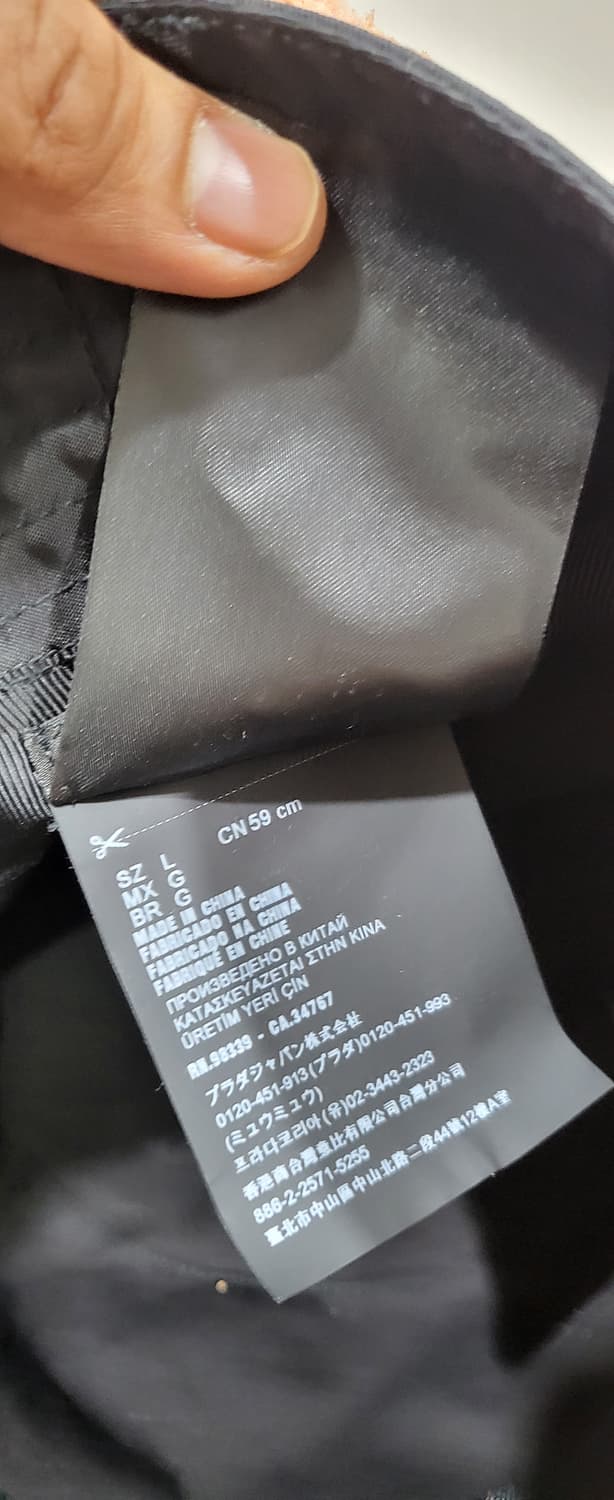 CN 59 cm
SZ L
MX G
BR G
MADE IN CHINA
FABRICADO EN CHINA
FABRICADO NA CHINA
FABRIQUÉ EN CHINE
ПРОИЗВЕДЕНО В КИТАЙ
ΚΑΤΑΣΚΕΥΑΖΕΤΑΙ ΣΤΗΝ ΚΙΝΑ
ÜRETİM YERİ ÇİN
RN.98339 - CA.34767
プラダジャパン株式会社
0120-451-913(プラダ)0120-451-993
(ミュウミュウ)
프라다코리아 (유)02-3443-2323
香港商台灣普比有限公司台灣分公司
886-2-2571-5255
臺北市中山區中山北路二段44號12樓A室